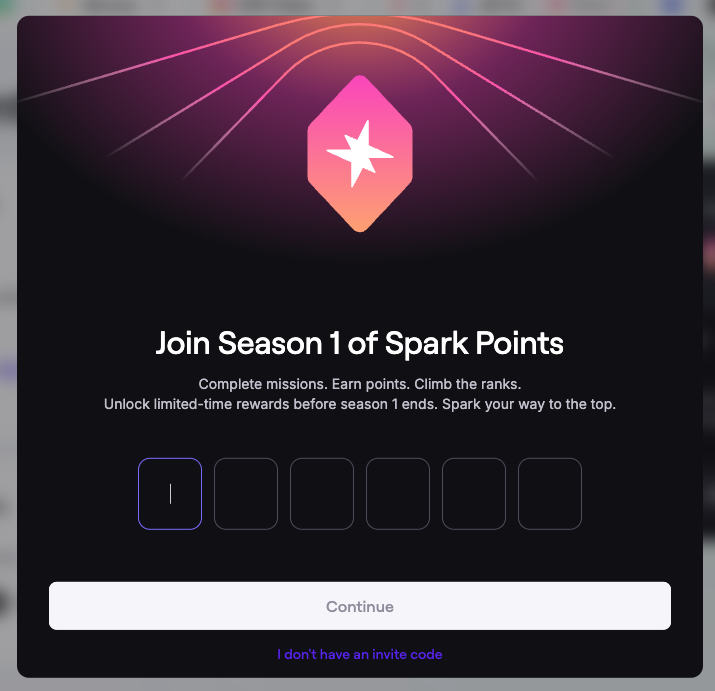 Join Season 1 of Spark Points
Complete missions. Earn points. Climb the ranks.
Unlock limited-time rewards before season 1 ends. Spark your way to the top.
Continue
I don't have an invite code